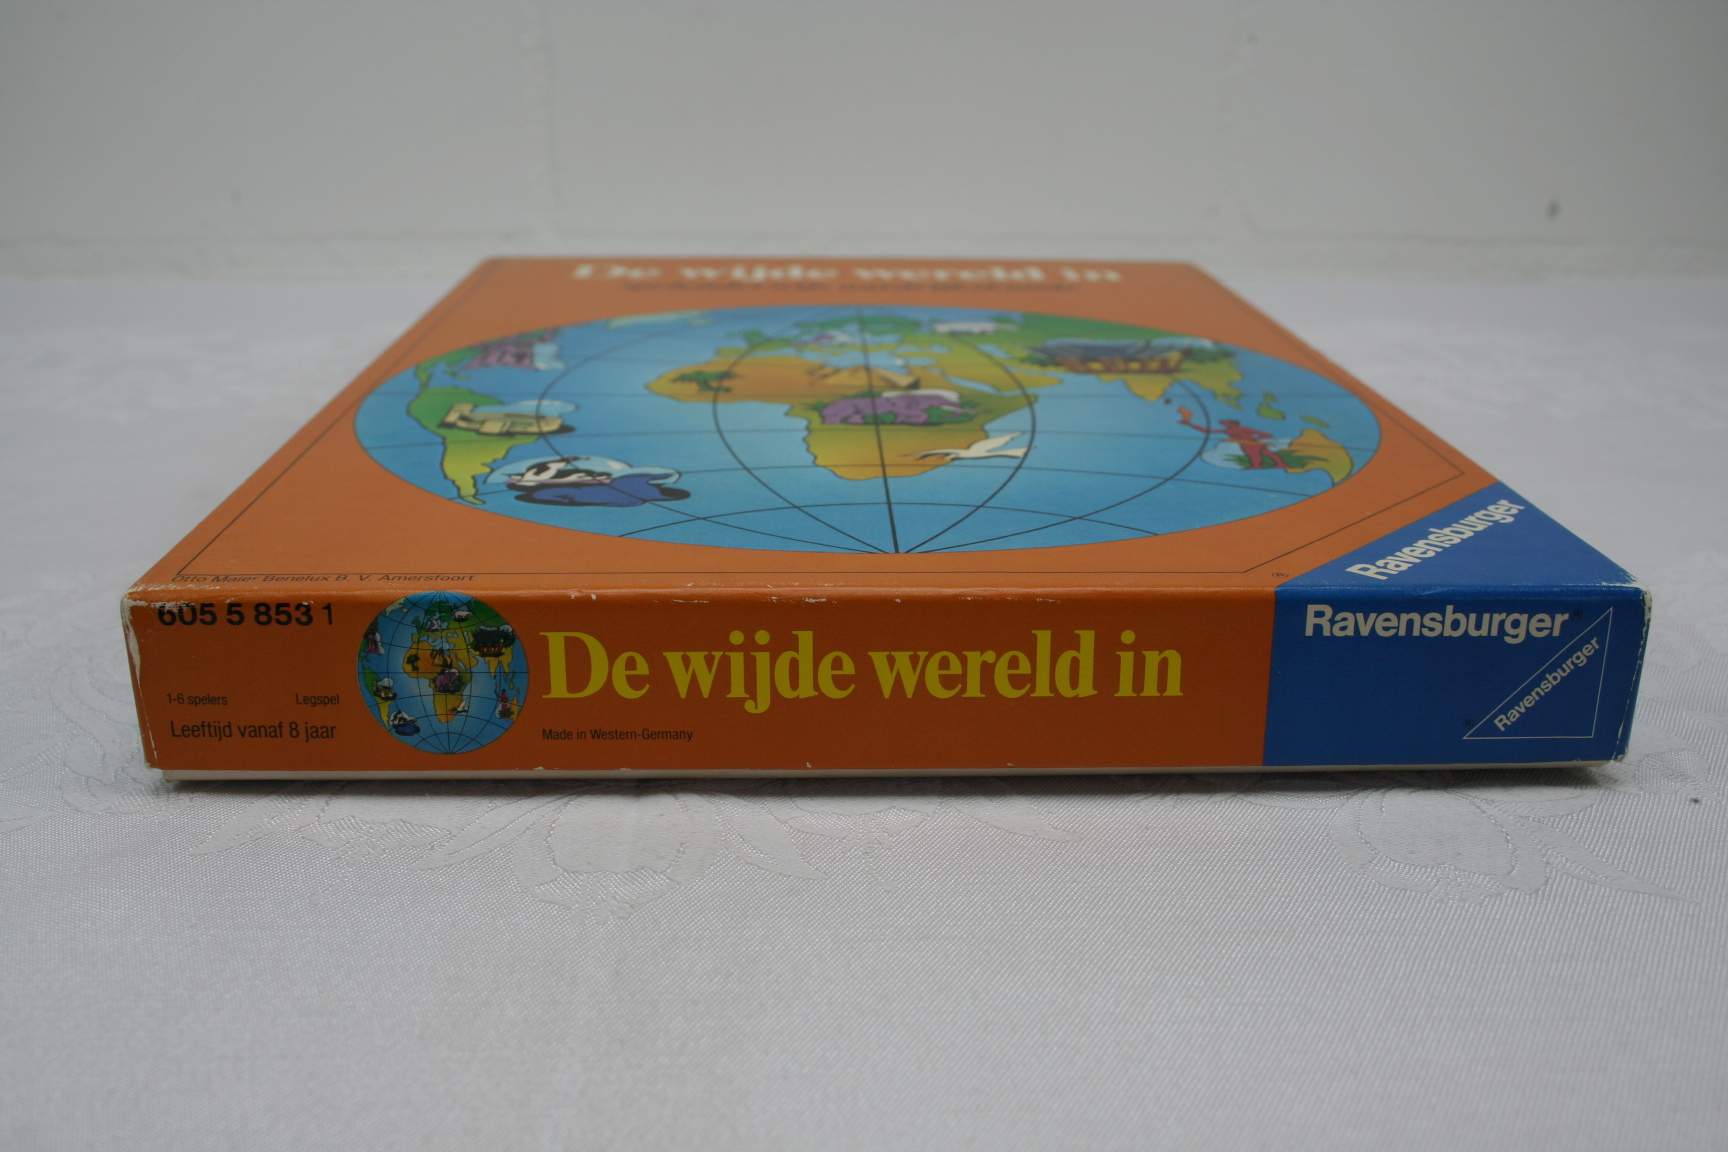 De wijde wereld in
Ravensburger
Otto Maier Benelux B. V. Amersfoort
®
605 5 853 1
1-6 spelers
Legspel
Leeftijd vanaf 8 jaar
De wijde wereld in
Made in Western-Germany
Ravensburger®
Ravensburger